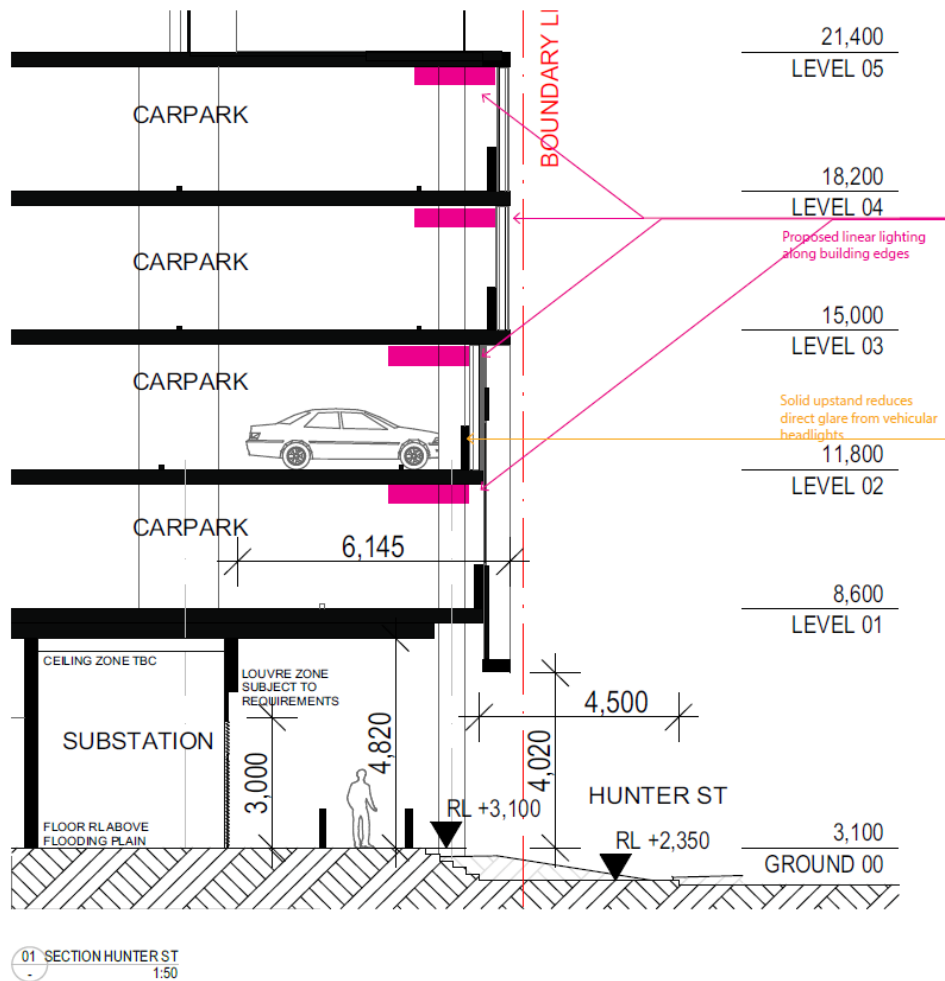 21,400
LEVEL 05
BOUNDARY LI
CARPARK
18,200
LEVEL 04
Proposed linear lighting
along building edges
CARPARK
15,000
LEVEL 03
CARPARK
Solid upstand reduces
direct glare from vehicular
headlights
11,800
LEVEL 02
CARPARK
6,145
8,600
LEVEL 01
CEILING ZONE TBC
LOUVRE ZONE
SUBJECT TO
REQUIREMENTS
4,500
SUBSTATION
3,000
4,820
4,020
HUNTER ST
RL +3,100
RL +2,350
FLOOR RL ABOVE
FLOODING PLAIN
3,100
GROUND 00
01 SECTION HUNTER ST
- 1:50